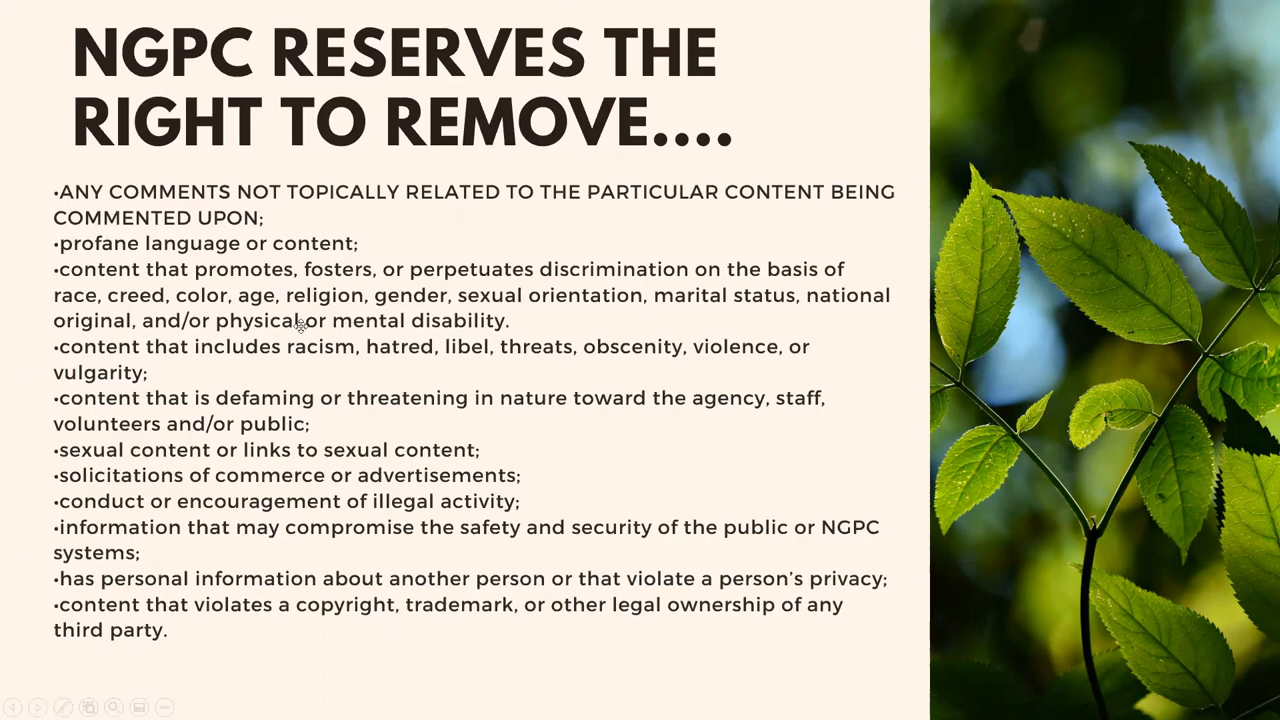 NGPC RESERVES THE
RIGHT TO REMOVE....
•ANY COMMENTS NOT TOPICALLY RELATED TO THE PARTICULAR CONTENT BEING
COMMENTED UPON;
•profane language or content;
•content that promotes, fosters, or perpetuates discrimination on the basis of
race, creed, color, age, religion, gender, sexual orientation, marital status, national
original, and/or physical or mental disability.
•content that includes racism, hatred, libel, threats, obscenity, violence, or
vulgarity;
•content that is defaming or threatening in nature toward the agency, staff,
volunteers and/or public;
•sexual content or links to sexual content;
•solicitations of commerce or advertisements;
•conduct or encouragement of illegal activity;
•information that may compromise the safety and security of the public or NGPC
systems;
•has personal information about another person or that violate a person’s privacy;
•content that violates a copyright, trademark, or other legal ownership of any
third party.